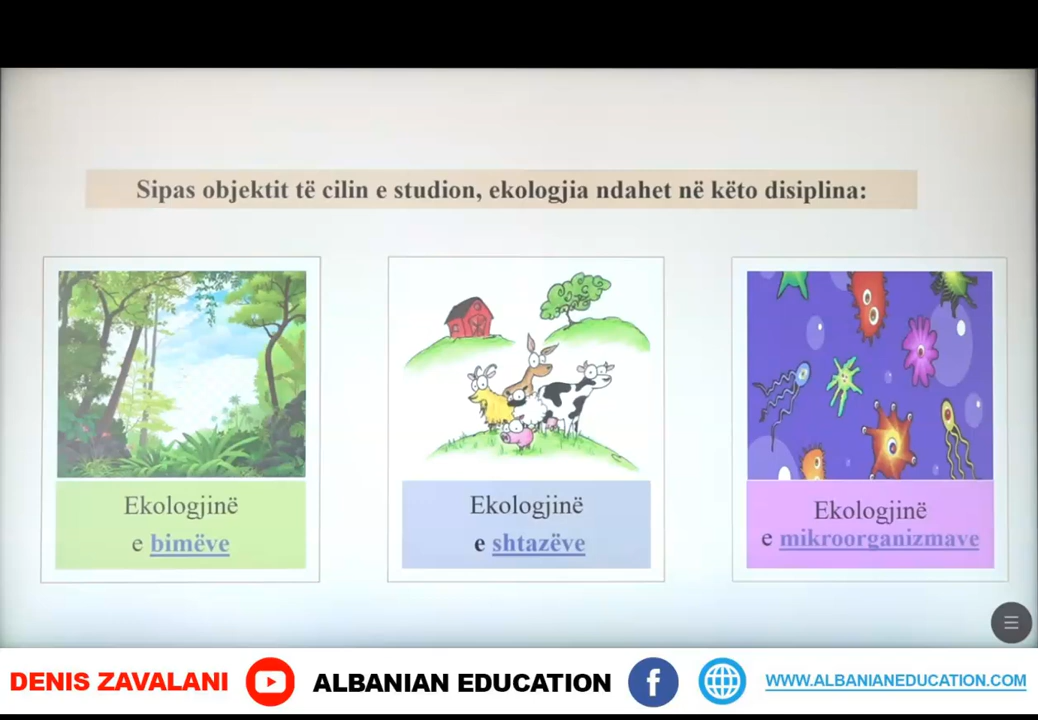 Sipas objektit të cilin e studion, ekologjia ndahet në këto disiplina:
Ekologjinë
e bimëve
Ekologjinë
e shtazëve
Ekologjinë
e mikroorganizmave
DENIS ZAVALANI
ALBANIAN EDUCATION
WWW.ALBANIANEDUCATION.COM